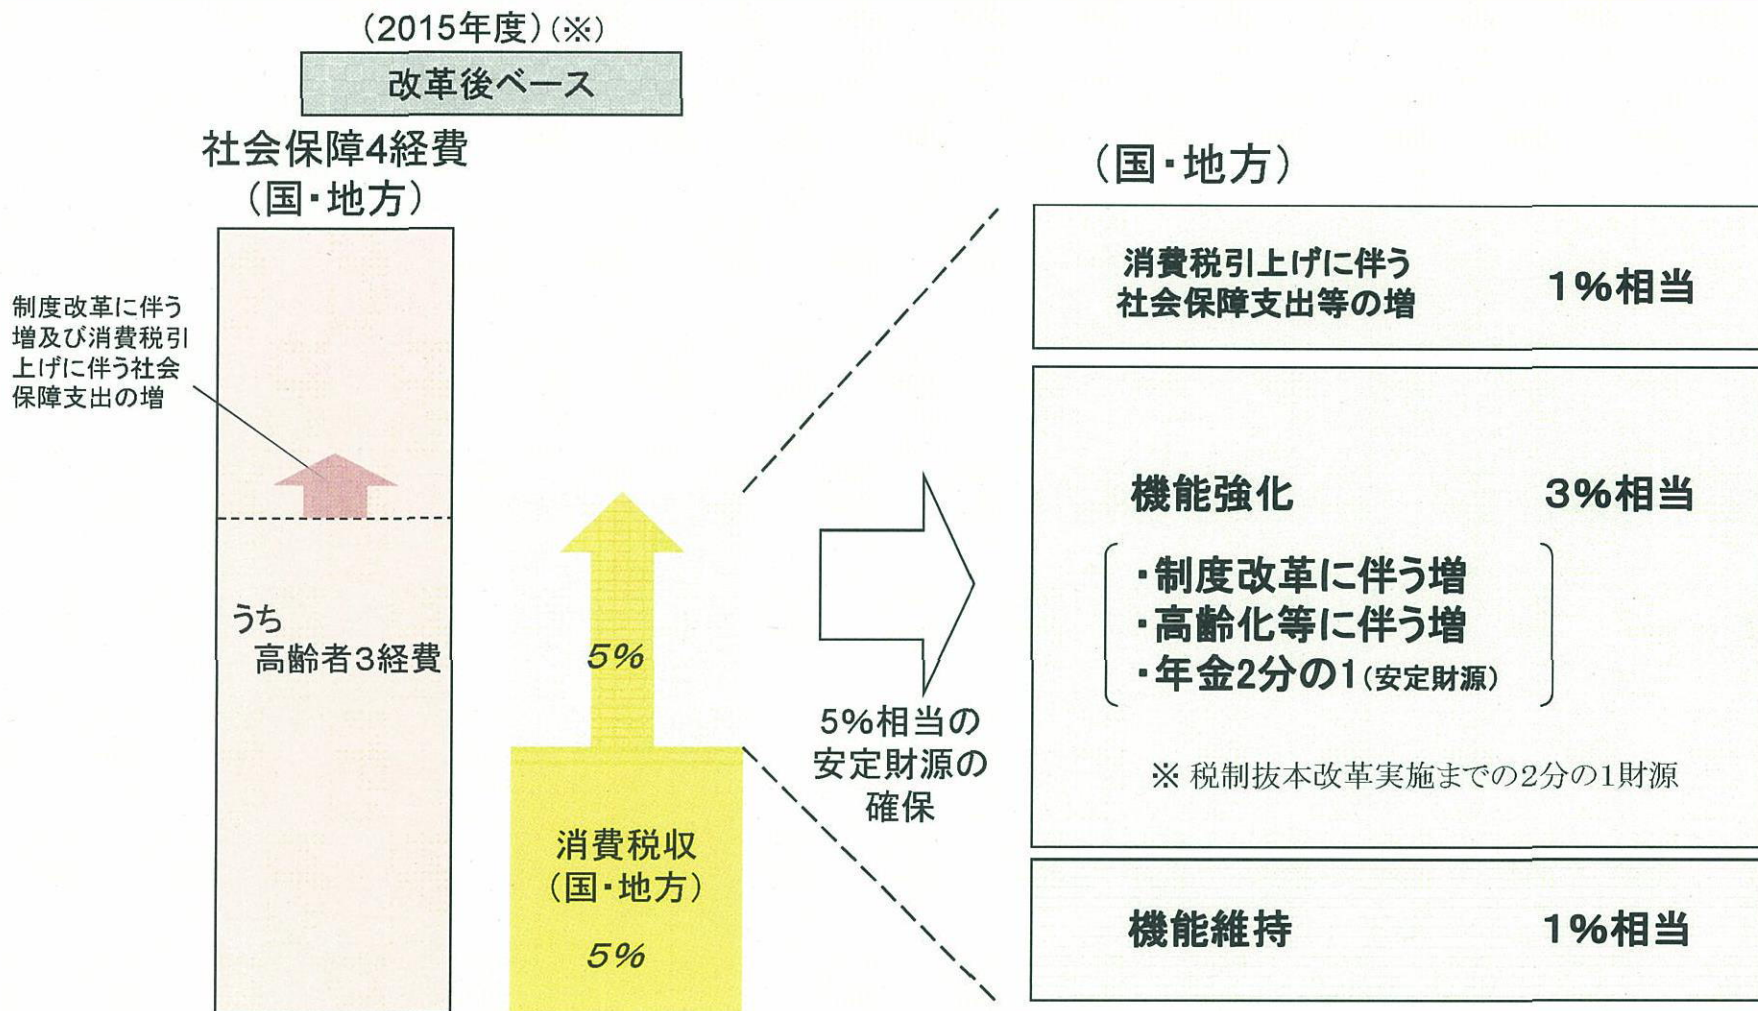 (2015年度)(※)
改革後ベース
社会保障4経費
(国・地方)
制度改革に伴う
増及び消費税引
上げに伴う社会
保障支出の増
うち
高齢者3経費
5%
消費税収
(国・地方)
5%
5%相当の
安定財源の
確保
(国・地方)
消費税引上げに伴う
社会保障支出等の増 1%相当
機能強化 3%相当
・制度改革に伴う増
・高齢化等に伴う増
・年金2分の1(安定財源)
※ 税制抜本改革実施までの2分の1財源
機能維持 1%相当